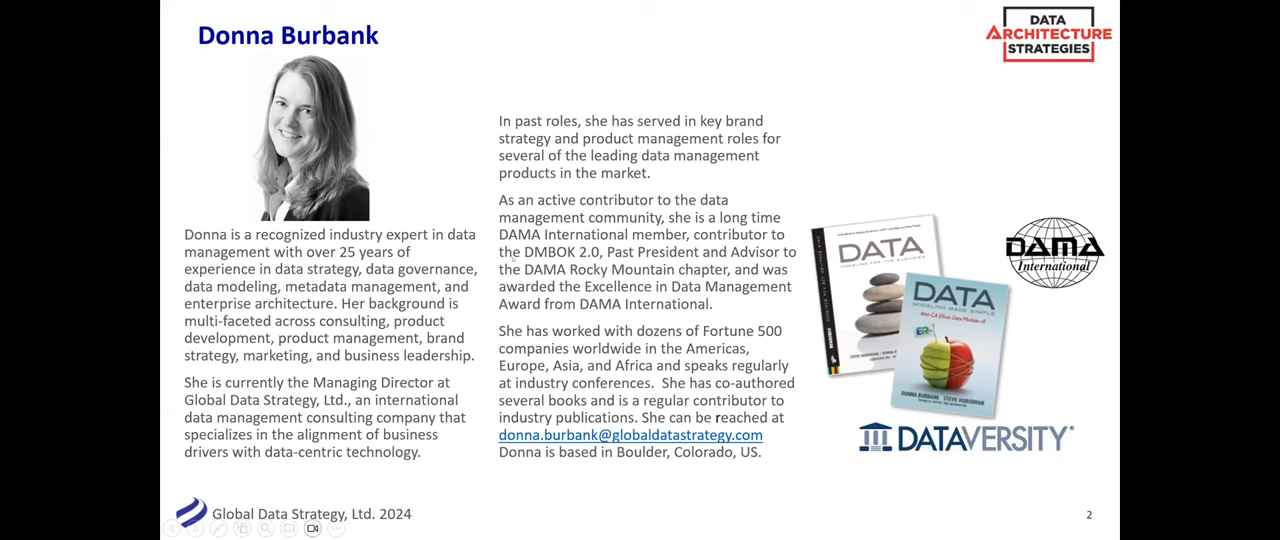 Donna Burbank
DATA
ARCHITECTURE
STRATEGIES
Donna is a recognized industry expert in data
management with over 25 years of
experience in data strategy, data governance,
data modeling, metadata management, and
enterprise architecture. Her background is
multi-faceted across consulting, product
development, product management, brand
strategy, marketing, and business leadership.
She is currently the Managing Director at
Global Data Strategy, Ltd., an international
data management consulting company that
specializes in the alignment of business
drivers with data-centric technology.
In past roles, she has served in key brand
strategy and product management roles for
several of the leading data management
products in the market.
As an active contributor to the data
management community, she is a long time
DAMA International member, contributor to
the DMBOK 2.0, Past President and Advisor to
the DAMA Rocky Mountain chapter, and was
awarded the Excellence in Data Management
Award from DAMA International.
She has worked with dozens of Fortune 500
companies worldwide in the Americas,
Europe, Asia, and Africa and speaks regularly
at industry conferences. She has co-authored
several books and is a regular contributor to
industry publications. She can be reached at
donna.burbank@globaldatastrategy.com
Donna is based in Boulder, Colorado, US.
DATA
MODELING FOR THE BUSINESS
DATA
MODELING MADE SIMPLE
DONNA BURBANK STEVE HOBERMAN
DAMA
International
DATAVERSITY
Global Data Strategy, Ltd. 2024
2